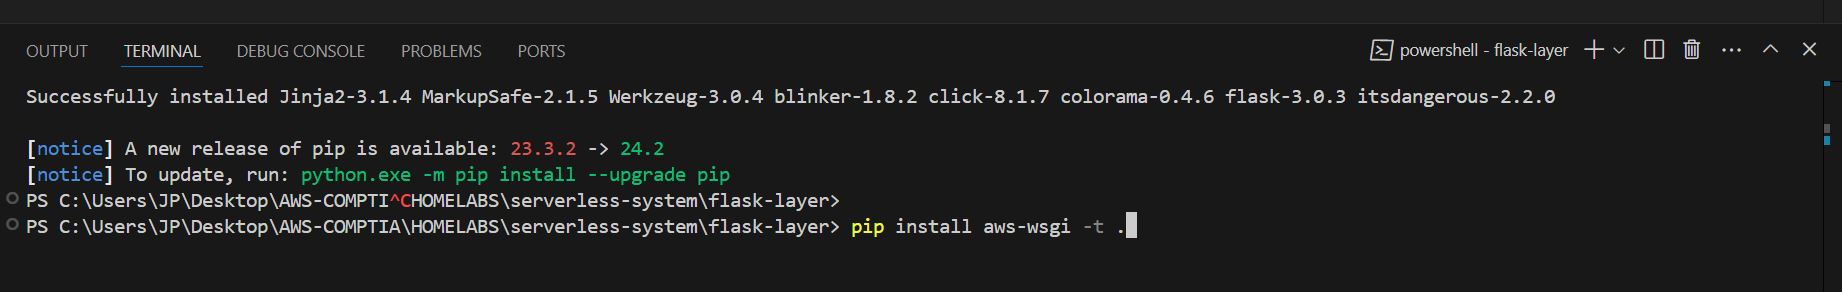 OUTPUT TERMINAL DEBUG CONSOLE PROBLEMS PORTS powershell - flask-layer
Successfully installed Jinja2-3.1.4 MarkupSafe-2.1.5 Werkzeug-3.0.4 blinker-1.8.2 click-8.1.7 colorama-0.4.6 flask-3.0.3 itsdangerous-2.2.0
[notice] A new release of pip is available: 23.3.2 -> 24.2
[notice] To update, run: python.exe -m pip install --upgrade pip
PS C:\Users\JP\Desktop\AWS-COMPTI^CHOMELABS\serverless-system\flask-layer>
PS C:\Users\JP\Desktop\AWS-COMPTIA\HOMELABS\serverless-system\flask-layer> pip install aws-wsgi -t .